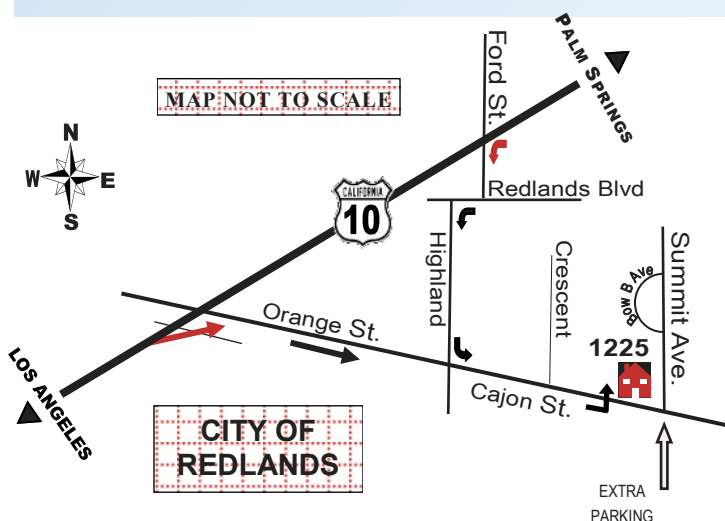 PALM SPRINGS
Ford St.
MAP NOT TO SCALE
N
W E
S
CALIFORNIA
10
Redlands Blvd
Highland
Crescent
Bow B Ave
Summit Ave.
Orange St.
1225
LOS ANGELES
Cajon St.
CITY OF
REDLANDS
EXTRA
PARKING